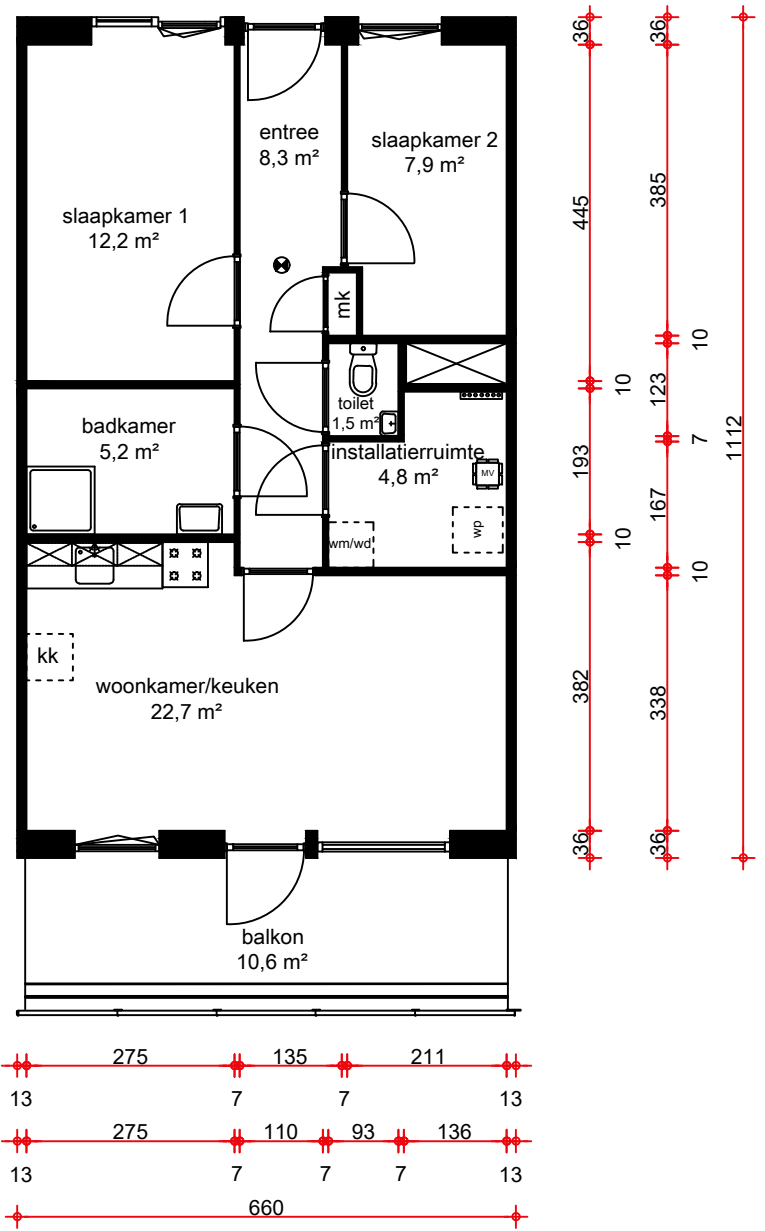 entree
8,3 m²
slaapkamer 2
7,9 m²
slaapkamer 1
12,2 m²
mk
toilet
1,5 m²
badkamer
5,2 m²
installatierruimte
4,8 m²
MV
wp
wm/wd
kk
woonkamer/keuken
22,7 m²
balkon
10,6 m²
36
445
10
193
10
382
36
36
385
10
123
7
167
10
338
36
1112
275 135 211
13 7 7 13
275 110 93 136
13 7 7 7 13
660